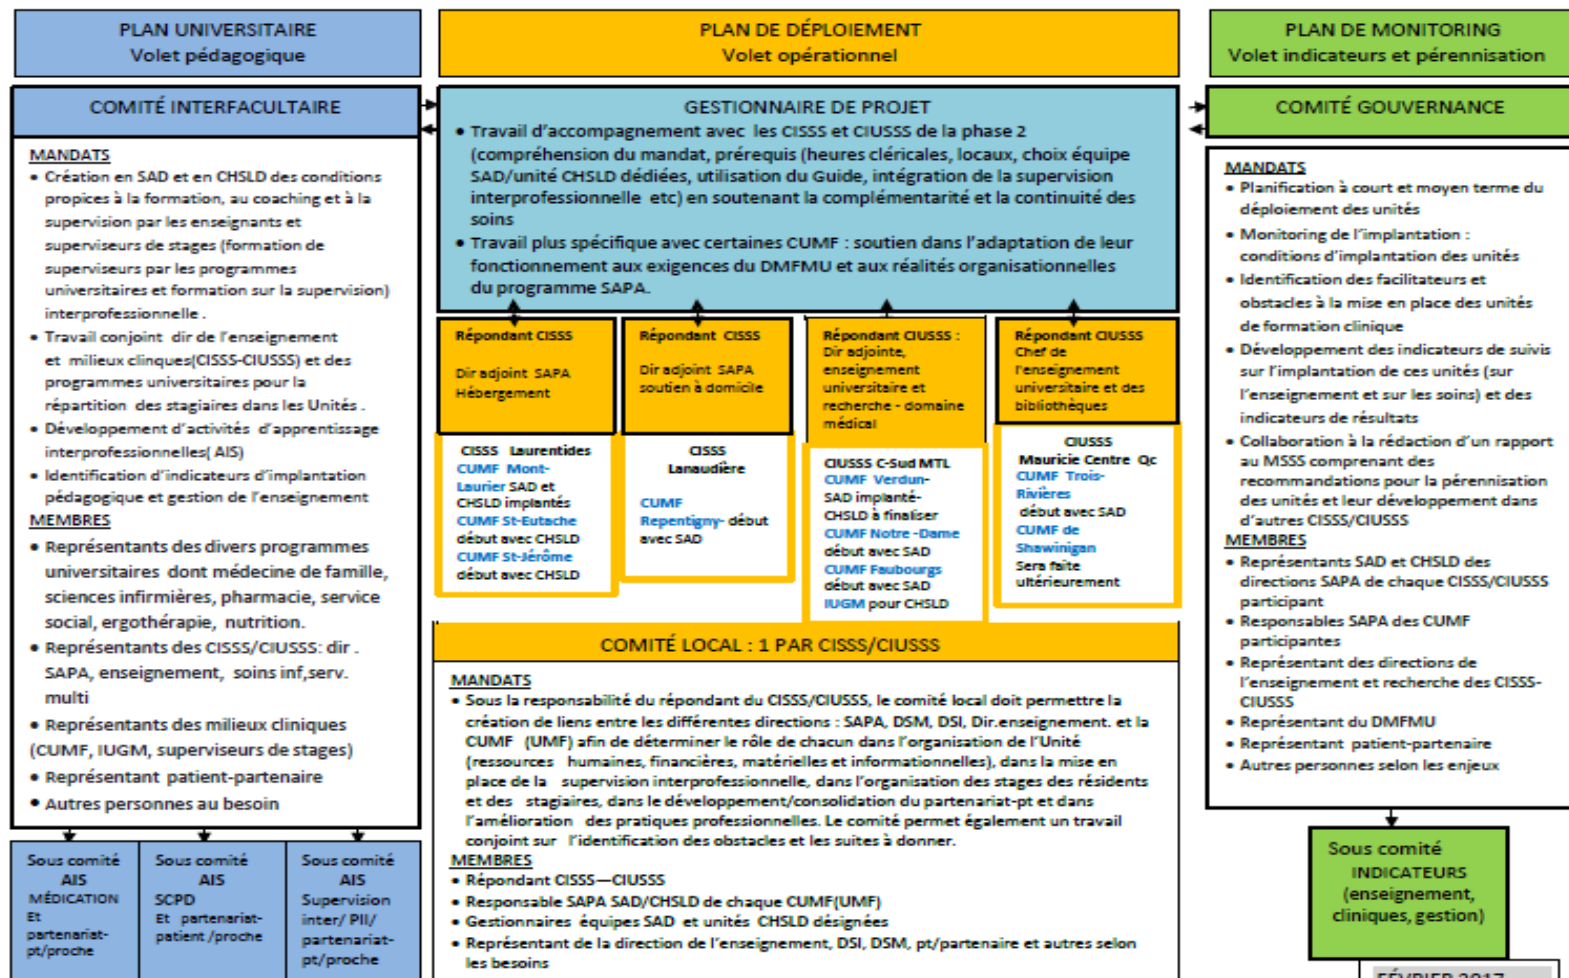 PLAN UNIVERSITAIRE
Volet pédagogique
PLAN DE DÉPLOIEMENT
Volet opérationnel
PLAN DE MONITORING
Volet indicateurs et pérennisation
COMITÉ INTERFACULTAIRE
MANDATS
• Création en SAD et en CHSLD des conditions
propices à la formation, au coaching et à la
supervision par les enseignants et
superviseurs de stages (formation de
superviseurs par les programmes
universitaires et formation sur la supervision)
interprofessionnelle .
• Travail conjoint dir de l'enseignement
et milieux clinques(CISSS-CIUSSS) et des
programmes universitaires pour la
répartition des stagiaires dans les Unités .
• Développement d'activités d'apprentissage
interprofessionnelles( AIS)
• Identification d'indicateurs d'implantation
pédagogique et gestion de l'enseignement
MEMBRES
• Représentants des divers programmes
universitaires dont médecine de famille,
sciences infirmières, pharmacie, service
social, ergothérapie, nutrition.
• Représentants des CISSS/CIUSSS: dir .
SAPA, enseignement, soins inf,serv.
multi
• Représentants des milieux cliniques
(CUMF, IUGM, superviseurs de stages)
• Représentant patient-partenaire
• Autres personnes au besoin
Sous comité
AIS
MÉDICATION
Et
partenariat-
pt/proche
Sous comité
AIS
SCPD
Et partenariat-
patient /proche
Sous comité
AIS
Supervision
inter/ PII/
partenariat-
pt/proche
GESTIONNAIRE DE PROJET
• Travail d'accompagnement avec les CISSS et CIUSSS de la phase 2
(compréhension du mandat, prérequis (heures cléricales, locaux, choix équipe
SAD/unité CHSLD dédiées, utilisation du Guide, intégration de la supervision
interprofessionnelle etc) en soutenant la complémentarité et la continuité des
soins
• Travail plus spécifique avec certaines CUMF : soutien dans l'adaptation de leur
fonctionnement aux exigences du DMFMU et aux réalités organisationnelles
du programme SAPA.
Répondant CISSS
Dir adjoint SAPA
Hébergement
CISSS Laurentides
CUMF Mont-
Laurier SAD et
CHSLD implantés
CUMF St-Eutache
début avec CHSLD
CUMF St-Jérôme
début avec CHSLD
Répondant CISSS
Dir adjoint SAPA
soutien à domicile
CISSS
Lanaudière
CUMF
Repentigny- début
avec SAD
Répondant CIUSSS :
Dir adjointe,
enseignement
universitaire et
recherche - domaine
médical
CIUSSS C-Sud MTL
CUMF Verdun-
SAD implanté-
CHSLD à finaliser
CUMF Notre -Dame
début avec SAD
CUMF Faubourgs
début avec SAD
IUGM pour CHSLD
Répondant CIUSSS
Chef de
l'enseignement
universitaire et des
bibliothèques
CIUSSS
Mauricie Centre Qc
CUMF Trois-
Rivières
début avec SAD
CUMF de
Shawinigan
Sera faite
ultérieurement
COMITÉ LOCAL : 1 PAR CISSS/CIUSSS
MANDATS
• Sous la responsabilité du répondant du CISSS/CIUSSS, le comité local doit permettre la
création de liens entre les différentes directions : SAPA, DSM, DSI, Dir.enseignement. et la
CUMF (UMF) afin de déterminer le rôle de chacun dans l'organisation de l'Unité
(ressources humaines, financières, matérielles et informationnelles), dans la mise en
place de la supervision interprofessionnelle, dans l'organisation des stages des résidents
et des stagiaires, dans le développement/consolidation du partenariat-pt et dans
l'amélioration des pratiques professionnelles. Le comité permet également un travail
conjoint sur l'identification des obstacles et les suites à donner.
MEMBRES
• Répondant CISSS—CIUSSS
• Responsable SAPA SAD/CHSLD de chaque CUMF(UMF)
• Gestionnaires équipes SAD et unités CHSLD désignées
• Représentant de la direction de l'enseignement, DSI, DSM, pt/partenaire et autres selon
les besoins
COMITÉ GOUVERNANCE
MANDATS
• Planification à court et moyen terme du
déploiement des unités
• Monitoring de l'implantation :
conditions d'implantation des unités
• Identification des facilitateurs et
obstacles à la mise en place des unités
de formation clinique
• Développement des indicateurs de suivis
sur l'implantation de ces unités (sur
l'enseignement et sur les soins) et des
indicateurs de résultats
• Collaboration à la rédaction d'un rapport
au MSSS comprenant des
recommandations pour la pérennisation
des unités et leur développement dans
d'autres CISSS/CIUSSS
MEMBRES
• Représentants SAD et CHSLD des
directions SAPA de chaque CISSS/CIUSSS
participant
• Responsables SAPA des CUMF
participantes
• Représentant des directions de
l'enseignement et recherche des CISSS-
CIUSSS
• Représentant du DMFMU
• Représentant patient-partenaire
• Autres personnes selon les enjeux
Sous comité
INDICATEURS
(enseignement,
cliniques, gestion)
FÉVRIER 2017